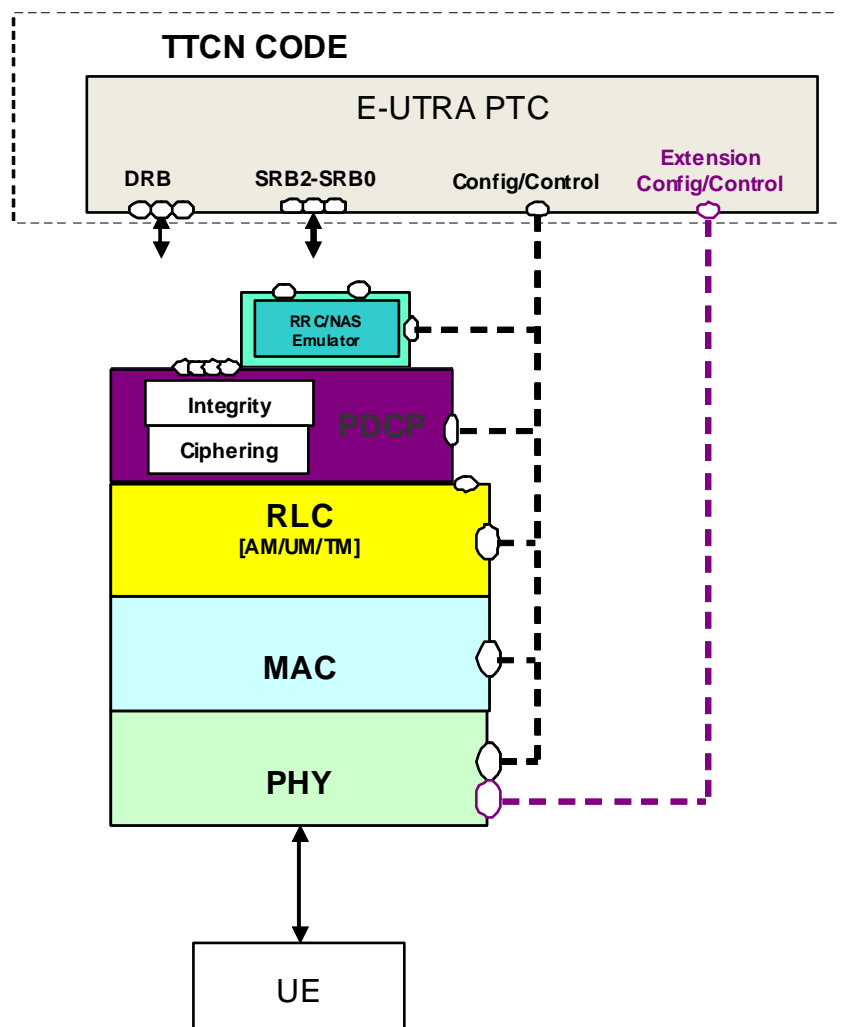 TTCN CODE
E-UTRA PTC
DRB
SRB2-SRB0
Config/Control
Extension
Config/Control
RRC/NAS
Emulator
Integrity
Ciphering
PDCP
RLC
[AM/UM/TM]
MAC
PHY
UE